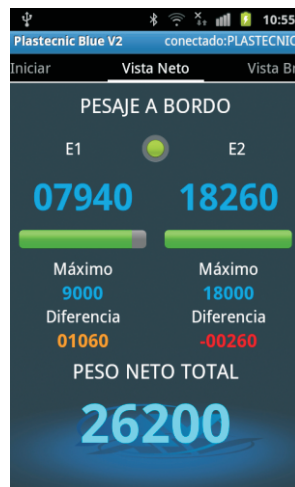 10:55
Plastecnic Blue V2 conectado:PLASTECNIC
Iniciar Vista Neto Vista Br
PESAJE A BORDO
E1 E2
07940 18260
Máximo Máximo
9000 18000
Diferencia Diferencia
01060 -00260
PESO NETO TOTAL
26200